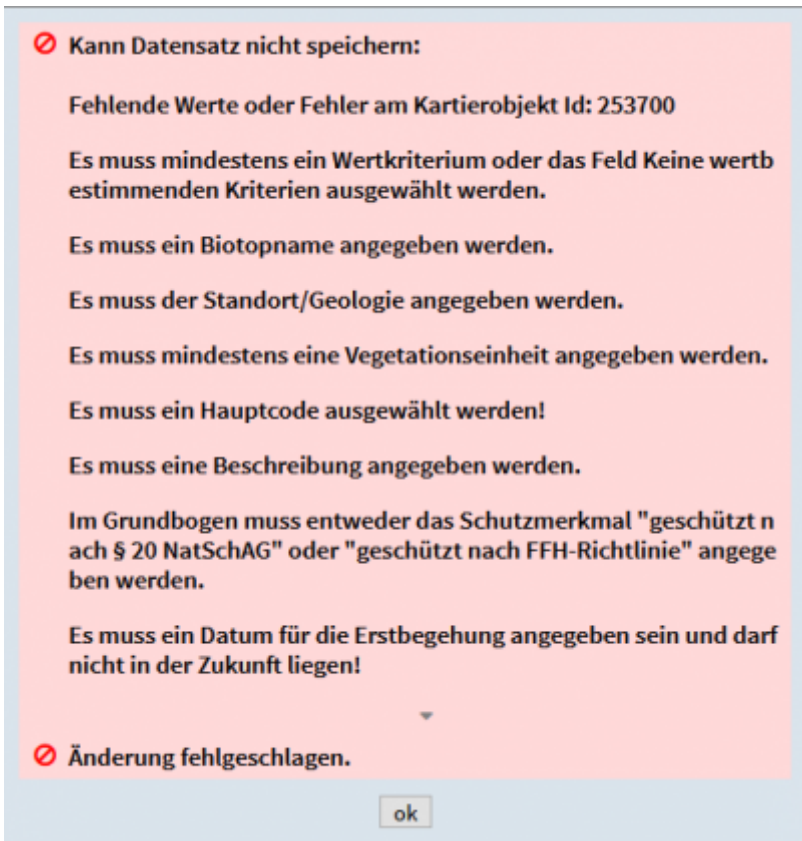 Kann Datensatz nicht speichern:
Fehlende Werte oder Fehler am Kartierobjekt Id: 253700
Es muss mindestens ein Wertkriterium oder das Feld Keine wertb
estimmenden Kriterien ausgewählt werden.
Es muss ein Biotopname angegeben werden.
Es muss der Standort/Geologie angegeben werden.
Es muss mindestens eine Vegetationseinheit angegeben werden.
Es muss ein Hauptcode ausgewählt werden!
Es muss eine Beschreibung angegeben werden.
Im Grundbogen muss entweder das Schutzmerkmal "geschützt n
ach § 20 NatSchAG" oder "geschützt nach FFH-Richtlinie" angege
ben werden.
Es muss ein Datum für die Erstbegehung angegeben sein und darf
nicht in der Zukunft liegen!
Änderung fehlgeschlagen.
ok